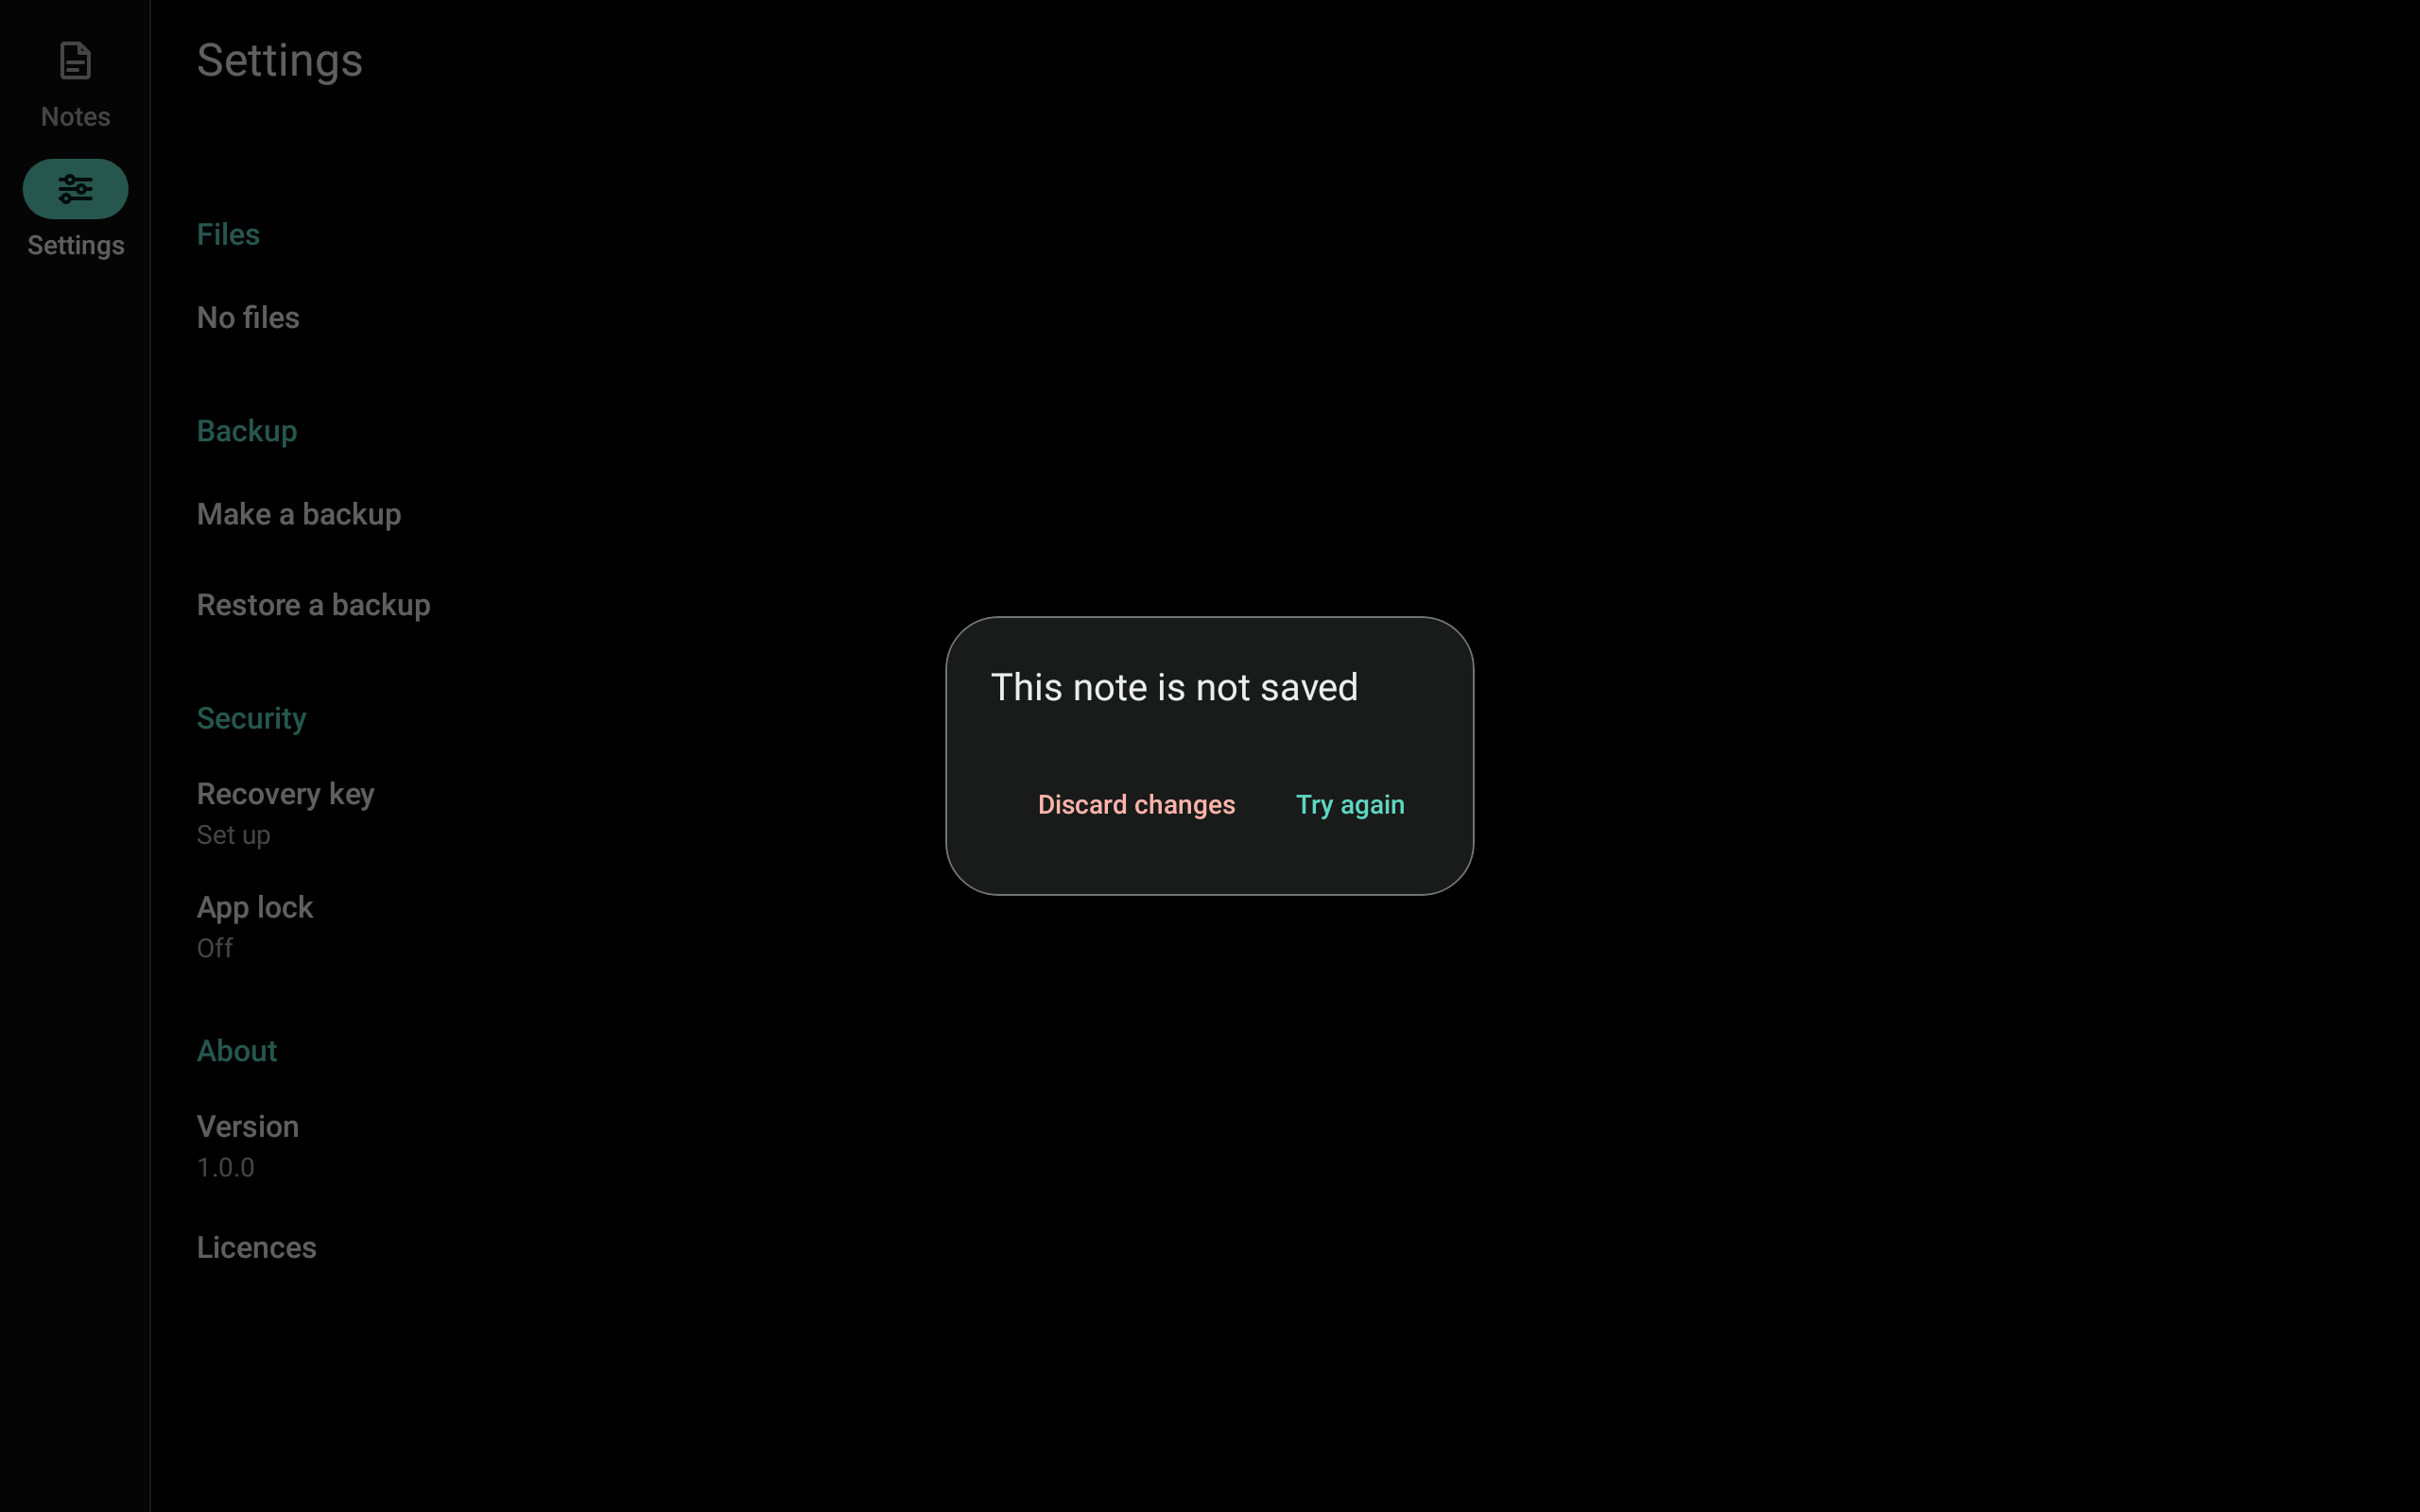 Notes
Settings
Settings
Files
No files
Backup
Make a backup
Restore a backup
Security
Recovery key
Set up
App lock
Off
About
Version
1.0.0
Licences
This note is not saved
Discard changes
Try again